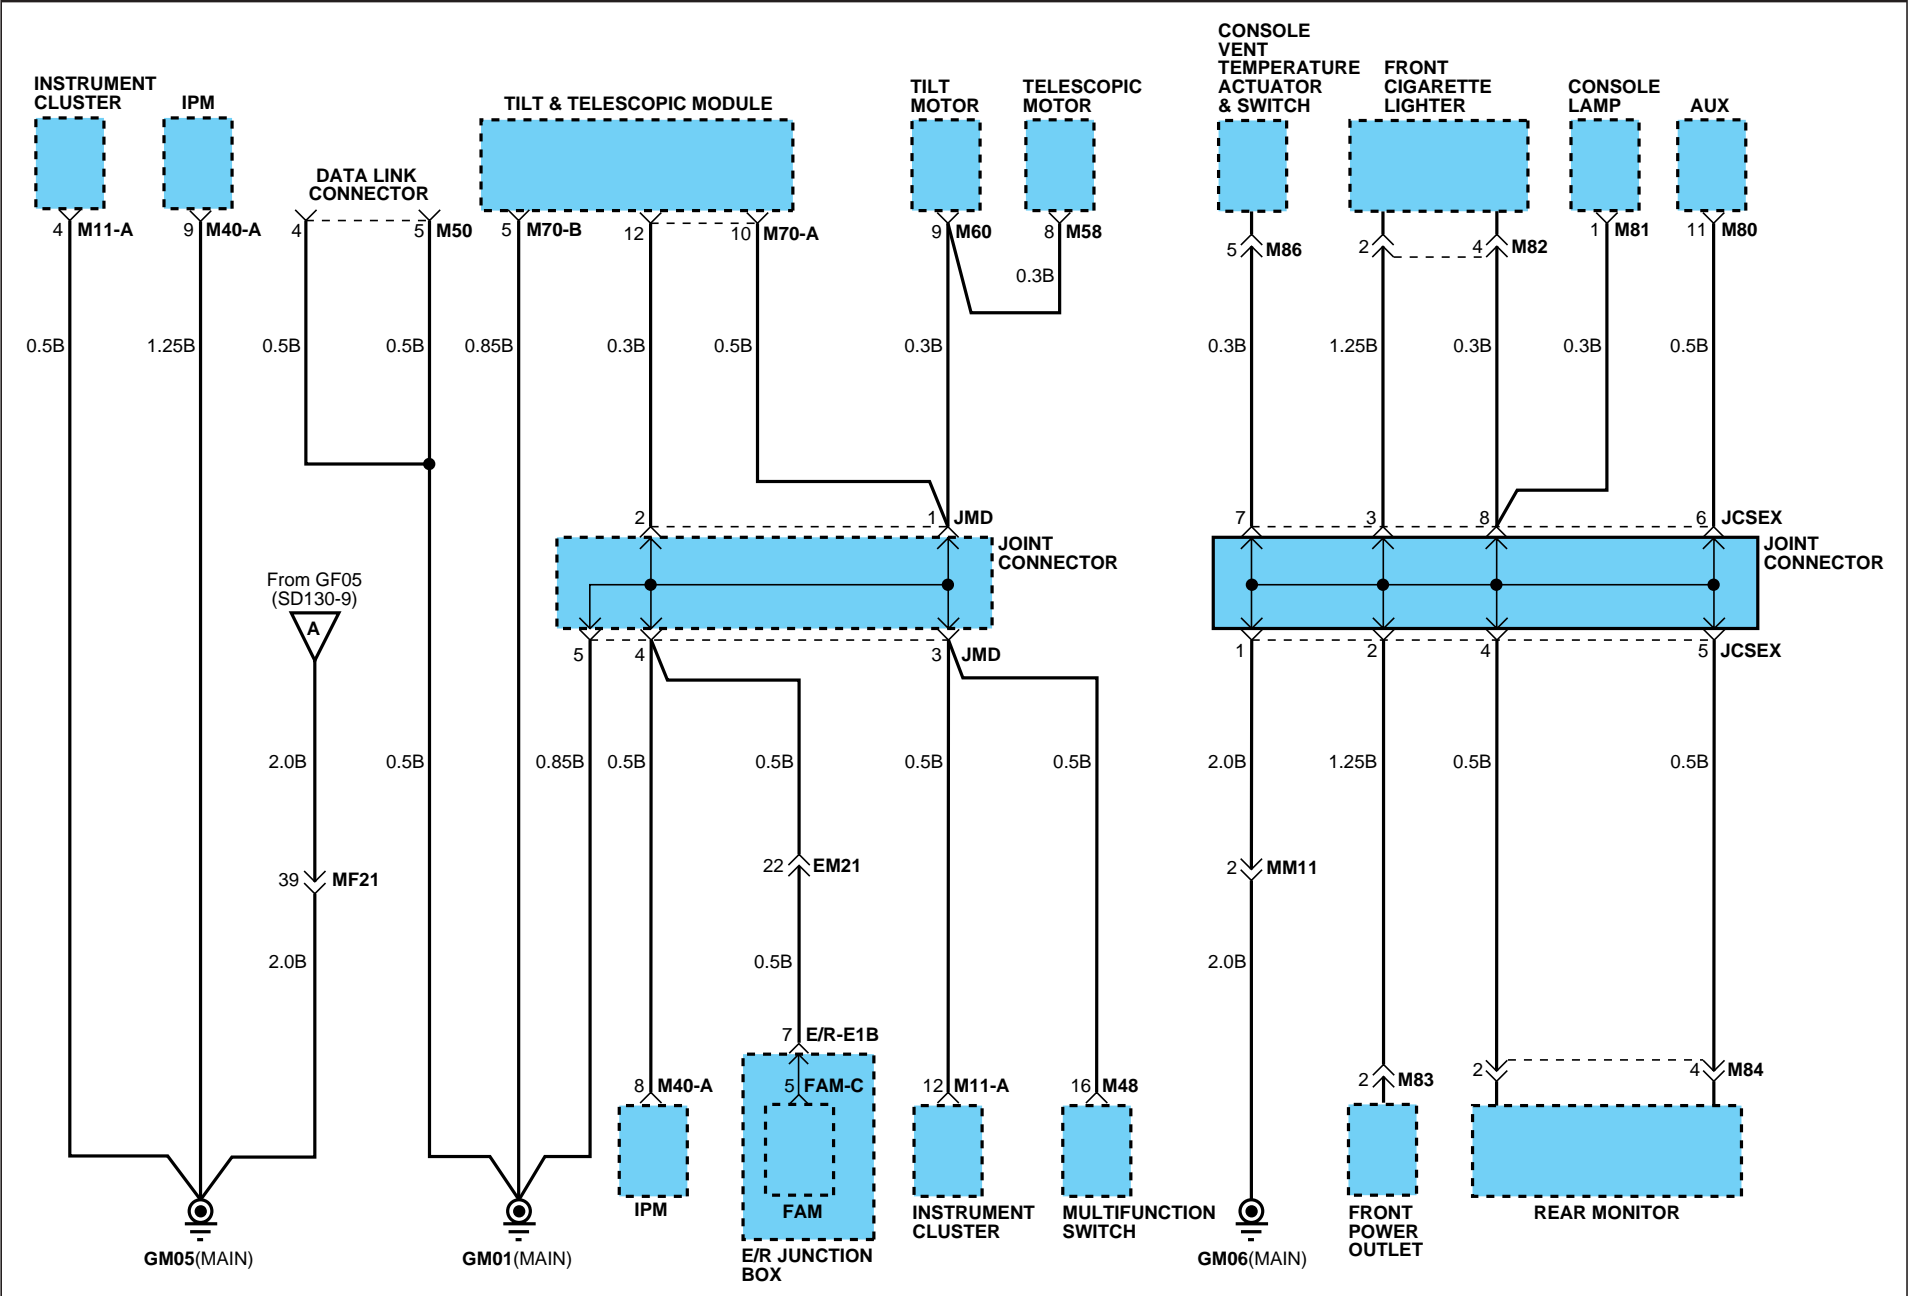 INSTRUMENT
CLUSTER
IPM
DATA LINK
CONNECTOR
TILT & TELESCOPIC MODULE
TILT
MOTOR
TELESCOPIC
MOTOR
CONSOLE
VENT
TEMPERATURE
ACTUATOR
& SWITCH
FRONT
CIGARETTE
LIGHTER
CONSOLE
LAMP
AUX
4 M11-A
9 M40-A
4
5 M50
5 M70-B
12
10 M70-A
9 M60
8 M58
5 M86
2
4 M82
1 M81
11 M80
0.3B
0.5B
1.25B
0.5B
0.5B
0.85B
0.3B
0.5B
0.3B
0.3B
1.25B
0.3B
0.3B
0.5B
2
1 JMD
7
3
8
6 JCSEX
JOINT
CONNECTOR
JOINT
CONNECTOR
From GF05
(SD130-9)
A
5
4
3 JMD
1
2
4
5 JCSEX
2.0B
0.5B
0.85B
0.5B
0.5B
0.5B
0.5B
2.0B
1.25B
0.5B
0.5B
39 MF21
22 EM21
2 MM11
2.0B
0.5B
2.0B
7 E/R-E1B
8 M40-A
5 FAM-C
12 M11-A
16 M48
2 M83
2
4 M84
IPM
FAM
E/R JUNCTION
BOX
INSTRUMENT
CLUSTER
MULTIFUNCTION
SWITCH
FRONT
POWER
OUTLET
REAR MONITOR
GM05(MAIN)
GM01(MAIN)
GM06(MAIN)